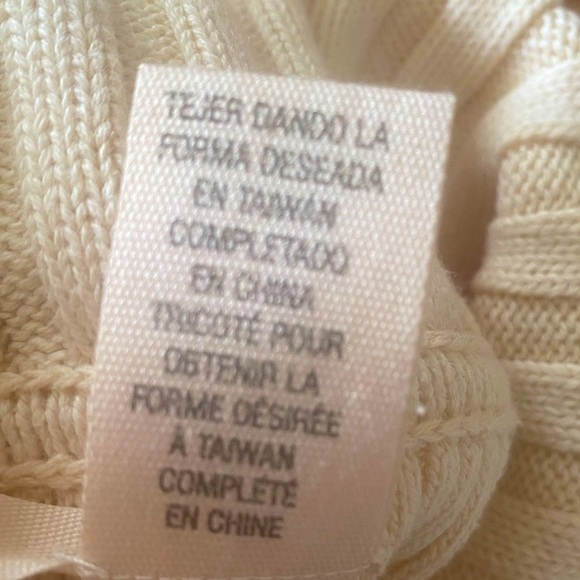 TEJER DANDO LA
FORMA DESEADA
EN TAIWÁN
COMPLETADO
EN CHINA
TRICOTÉ POUR
OBTENIR LA
FORME DÉSIRÉE
À TAIWAN
COMPLÉTÉ
EN CHINE